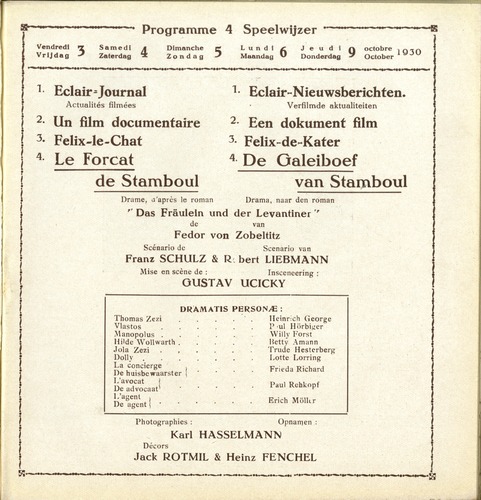 Programme 4 Speelwijzer
Vendredi Vrijdag 3 Samedi Zaterdag 4 Dimanche Zondag 5 Lundi Maandag 6 Jeudi Donderdag 9 octobre October 1930
1. Eclair-Journal
Actualités filmées
2. Un film documentaire
3. Felix-le-Chat
4. Le Forcat
de Stamboul
1. Eclair-Nieuwsberichten.
Verfilmde aktualiteiten
2. Een dokument film
3. Felix-de-Kater
4. De Galeiboef
van Stamboul
Drame, d'après le roman Drama, naar den roman
"Das Fräulein und der Levantiner"
de van
Fedor von Zobeltitz
Scénario de Scenario van
Franz SCHULZ & Robert LIEBMANN
Mise en scène de : Insceneering :
GUSTAV UCICKY
DRAMATIS PERSONÆ :
Thomas Zezi . . . . . Heinrich George
Vlastos . . . . . Paul Hörbiger
Manopulos . . . . . Willy Forst
Hilde Wollwarth . . . . . Betty Amann
Jola Zezi . . . . . Trude Hesterberg
Dolly . . . . . Lotte Lorring
La concierge
De huisbewaarster . . . . . Frieda Richard
L'avocat
De advocaat . . . . . Paul Rehkopf
L'agent
De agent . . . . . Erich Möller
Photographies : Opnamen :
Karl HASSELMANN
Décors
Jack ROTMIL & Heinz FENCHEL